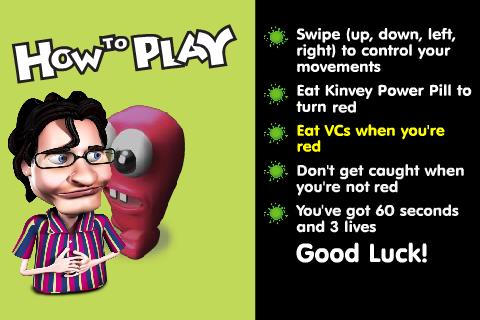 HOW TO PLAY
Swipe (up, down, left,
right) to control your
movements
Eat Kinvey Power Pill to
turn red
Eat VCs when you're
red
Don't get caught when
you're not red
You've got 60 seconds
and 3 lives
Good Luck!